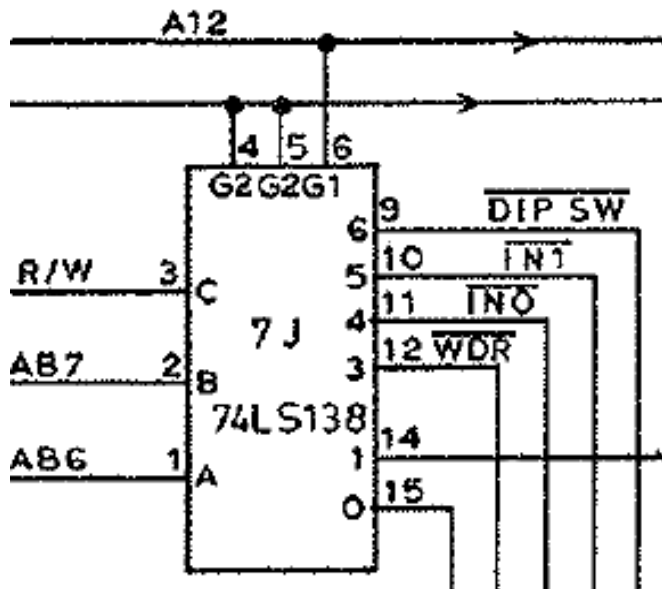 A12
4 5 6
G2 G2 G1
9 DIP SW
6
R/W 3 C
10 IN1
5
11 IN0
4
7J
12 WDR
3
AB7 2 B
74LS138
14
1
AB6 1 A
15
0